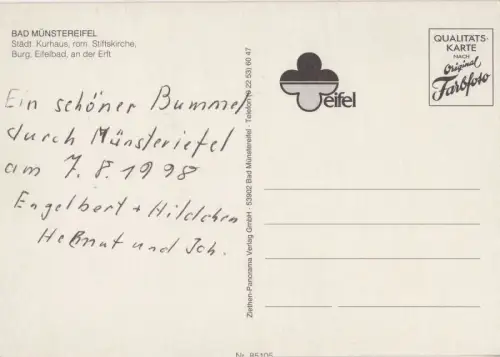 BAD MÜNSTEREIFEL
Städt. Kurhaus, rom. Stiftskirche,
Burg, Eifelbad, an der Erft
Ein schöner Bummel
durch Münsteriefel
am 7.8.1998
Engelbert + Hildchen
Helmut und Joh.
Ziethen-Panorama Verlag GmbH · 53902 Bad Münstereifel · Telefon (0 22 53) 60 47
eifel
QUALITÄTS-
KARTE
NACH
Original
Farbfoto
Nr. 85105